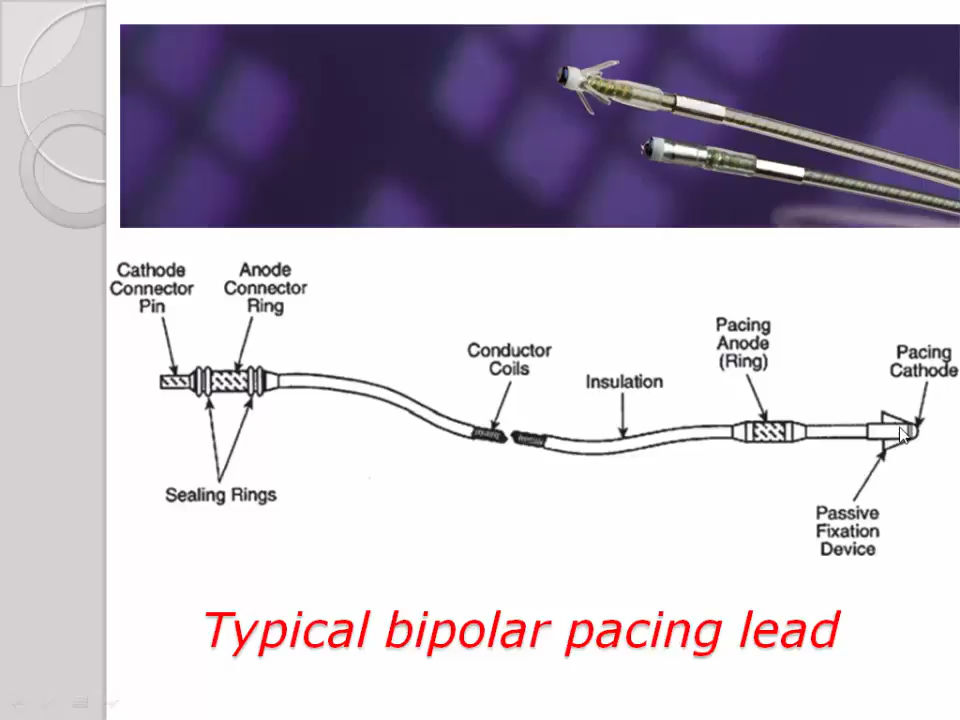 Cathode
Connector
Pin
Anode
Connector
Ring
Conductor
Coils
Insulation
Pacing
Anode
(Ring)
Pacing
Cathode
Sealing Rings
Passive
Fixation
Device
Typical bipolar pacing lead